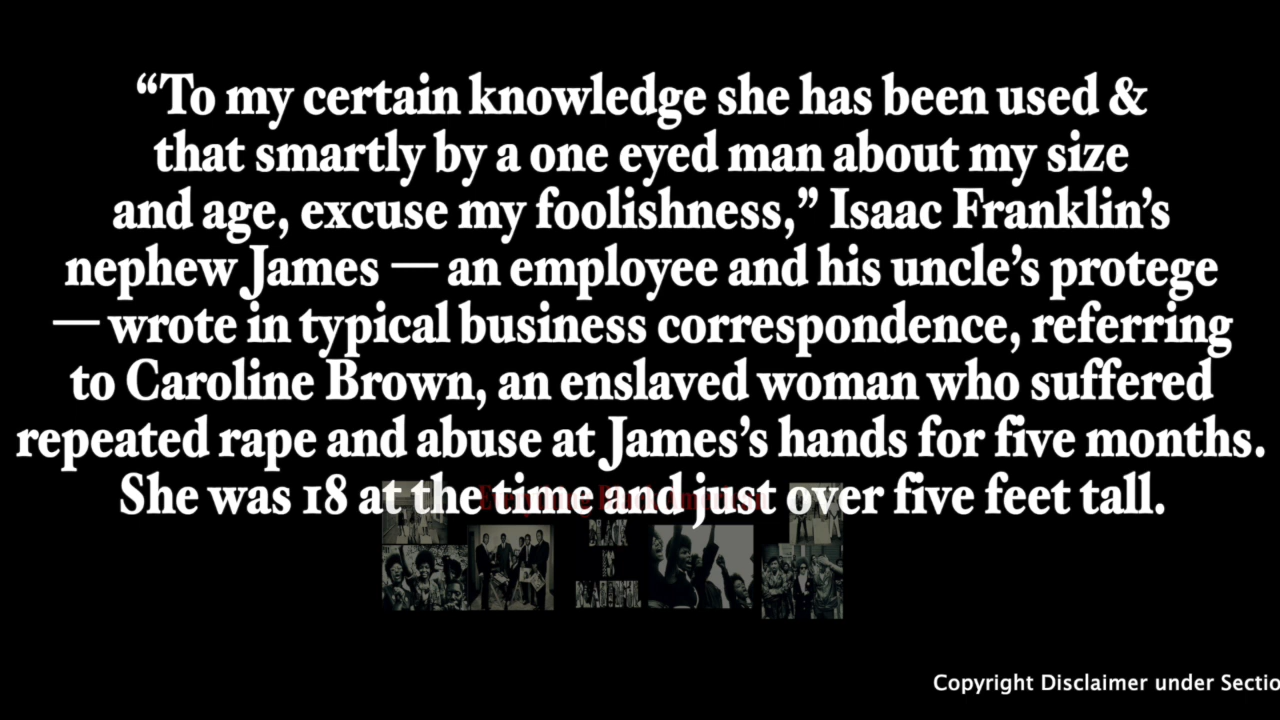 “To my certain knowledge she has been used &
that smartly by a one eyed man about my size
and age, excuse my foolishness,” Isaac Franklin’s
nephew James — an employee and his uncle’s protege
— wrote in typical business correspondence, referring
to Caroline Brown, an enslaved woman who suffered
repeated rape and abuse at James’s hands for five months.
She was 18 at the time and just over five feet tall.
BLACK
IS
BEAUTIFUL
Copyright Disclaimer under Sectio